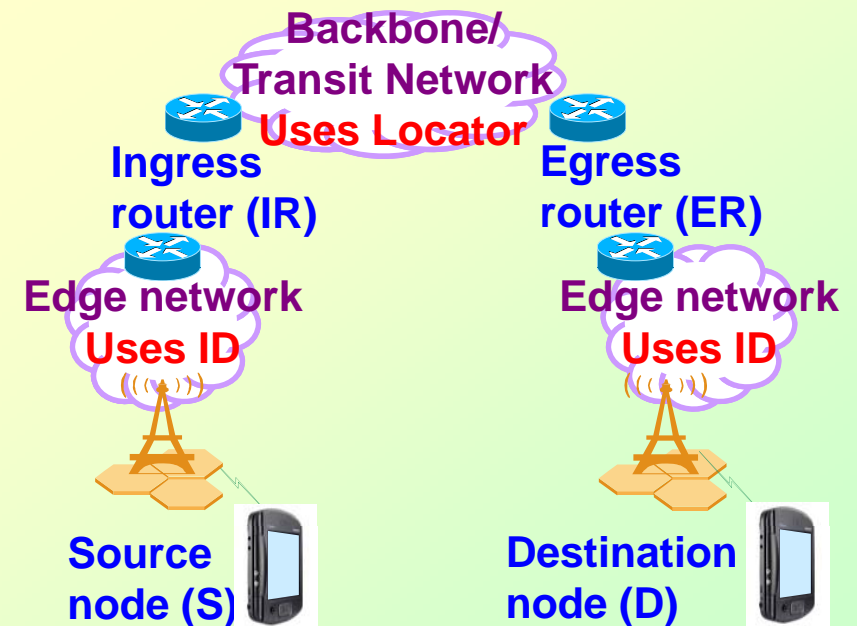 Backbone/
Transit Network
Uses Locator
Ingress
router (IR)
Egress
router (ER)
Edge network
Uses ID
Edge network
Uses ID
Source
node (S)
Destination
node (D)